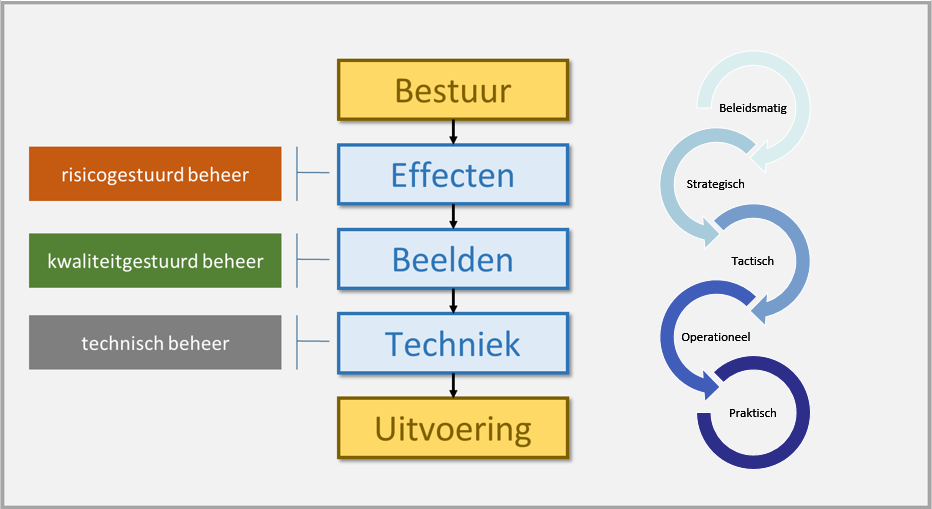 Bestuur
Beleidsmatig
risicogestuurd beheer
Effecten
Strategisch
kwaliteitgestuurd beheer
Beelden
Tactisch
technisch beheer
Techniek
Operationeel
Uitvoering
Praktisch